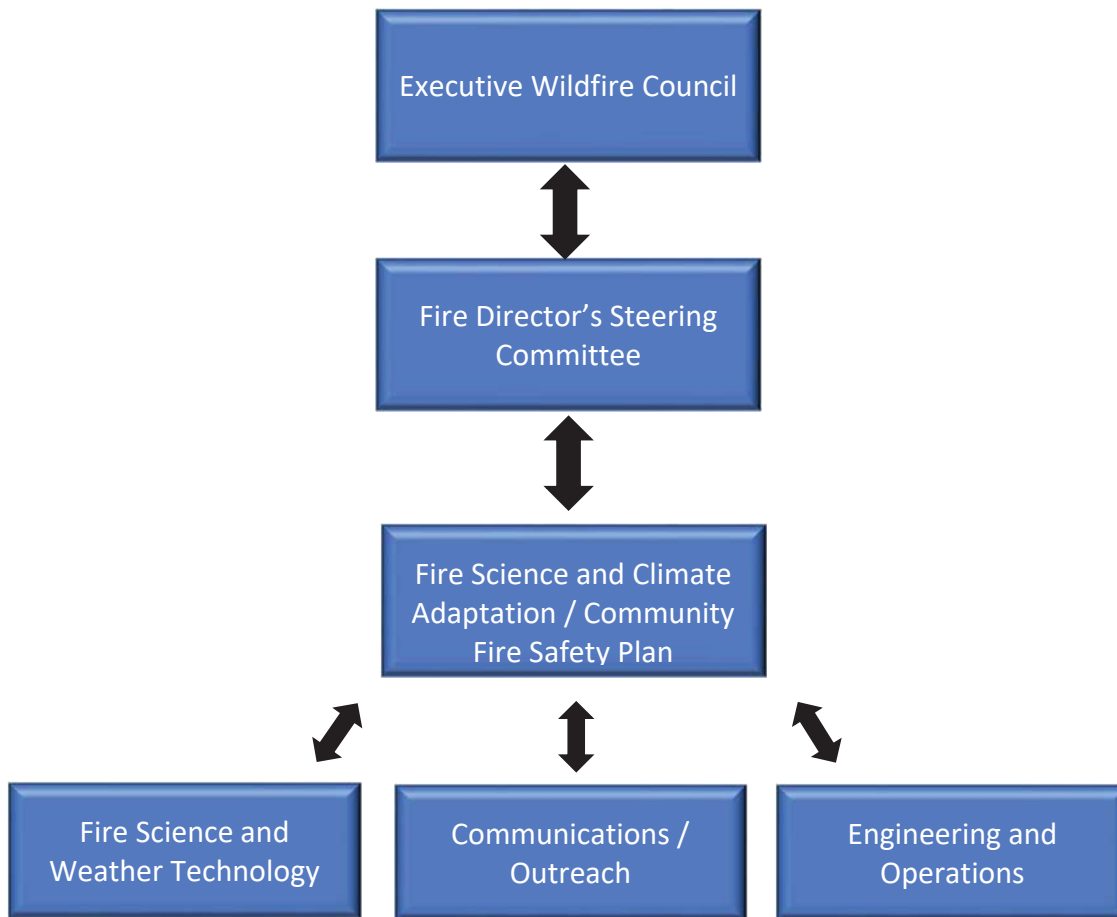 Executive Wildfire Council
Fire Director’s Steering
Committee
Fire Science and Climate
Adaptation / Community
Fire Safety Plan
Fire Science and
Weather Technology
Communications /
Outreach
Engineering and
Operations